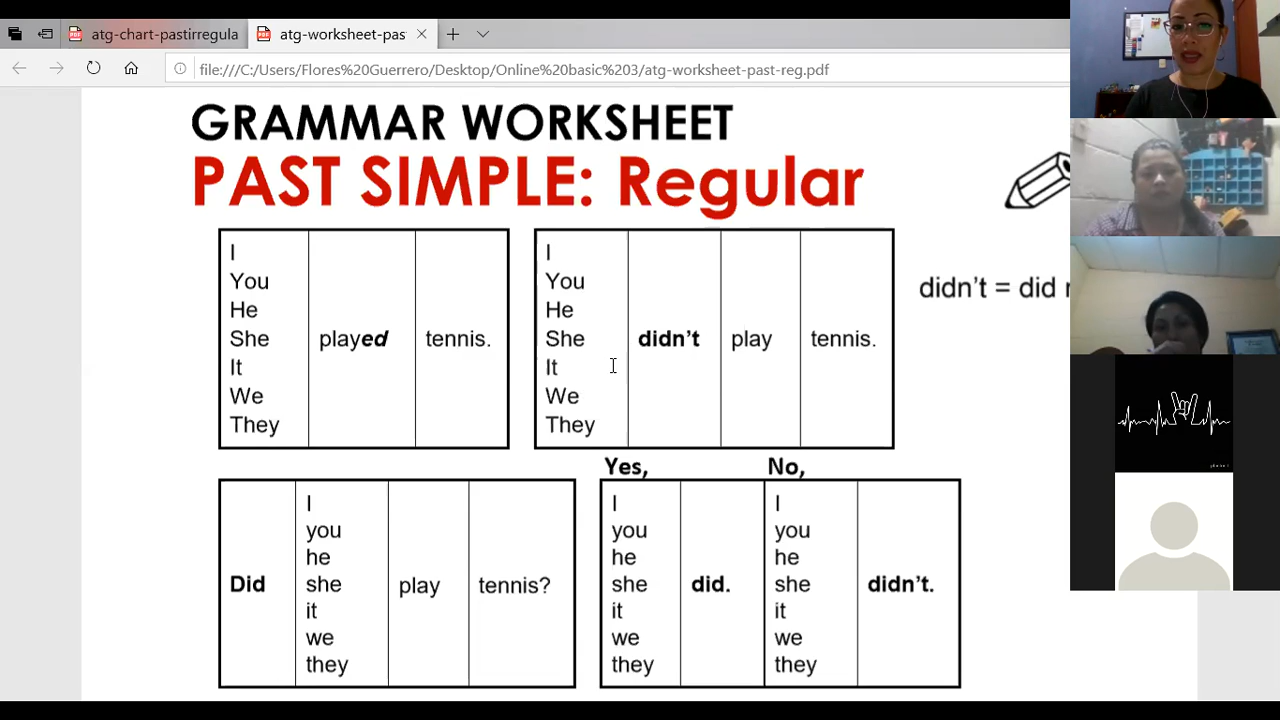 atg-chart-pastirregula
atg-worksheet-pas
file:///C:/Users/Flores%20Guerrero/Desktop/Online%20basic%203/atg-worksheet-past-reg.pdf
GRAMMAR WORKSHEET
PAST SIMPLE: Regular
I
You
He
She
It
We
They
played
tennis.
I
You
He
She
It
We
They
didn't
play
tennis.
didn't = did
Did
I
you
he
she
it
we
they
play
tennis?
Yes,
I
you
he
she
it
we
they
did.
No,
I
you
he
she
it
we
they
didn't.